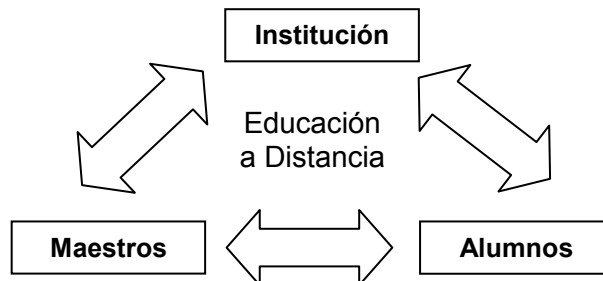 Institución
Educación
a Distancia
Maestros
Alumnos